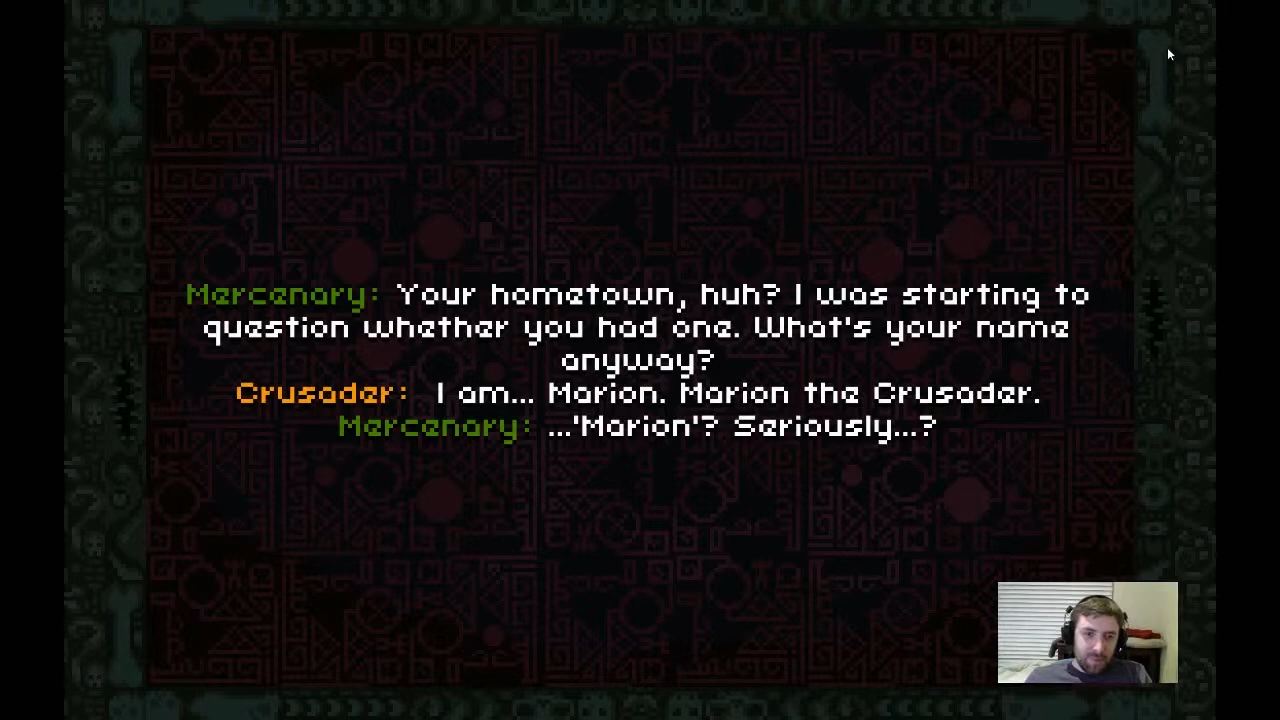 Mercenary: Your hometown, huh? I was starting to
question whether you had one. What's your name
anyway?
Crusader: I am... Marion. Marion the Crusader.
Mercenary: ...'Marion'? Seriously...?